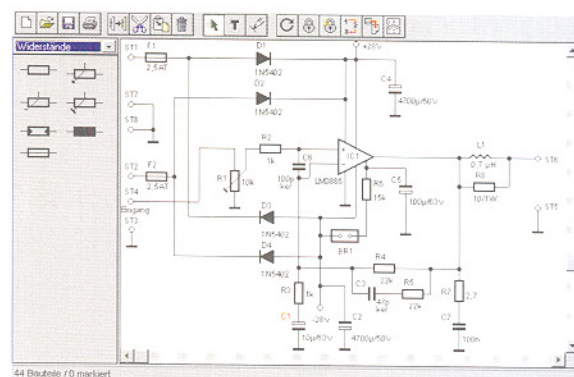 Widerstände
ST1
F1
2,5AT
D1
1N5402
+28V
D2
1N5402
C4
4700µ/60V
ST7
ST8
R2
1k
ST2
F2
2,5AT
R1
10k
C6
100p
ker
IC1
LM3886
L1
0,7 µH
ST6
R8
10/1W
ST4
Eingang
ST3
R6
15k
C5
100µ/63V
ST5
D3
1N5402
BR1
D4
1N5402
R4
22k
C3
47p
ker
R5
22k
R3
1k
-28V
R7
2,7
C1
10µ/63V
C2
4700µ/50V
C7
100n
44 Bauteile / 0 markiert